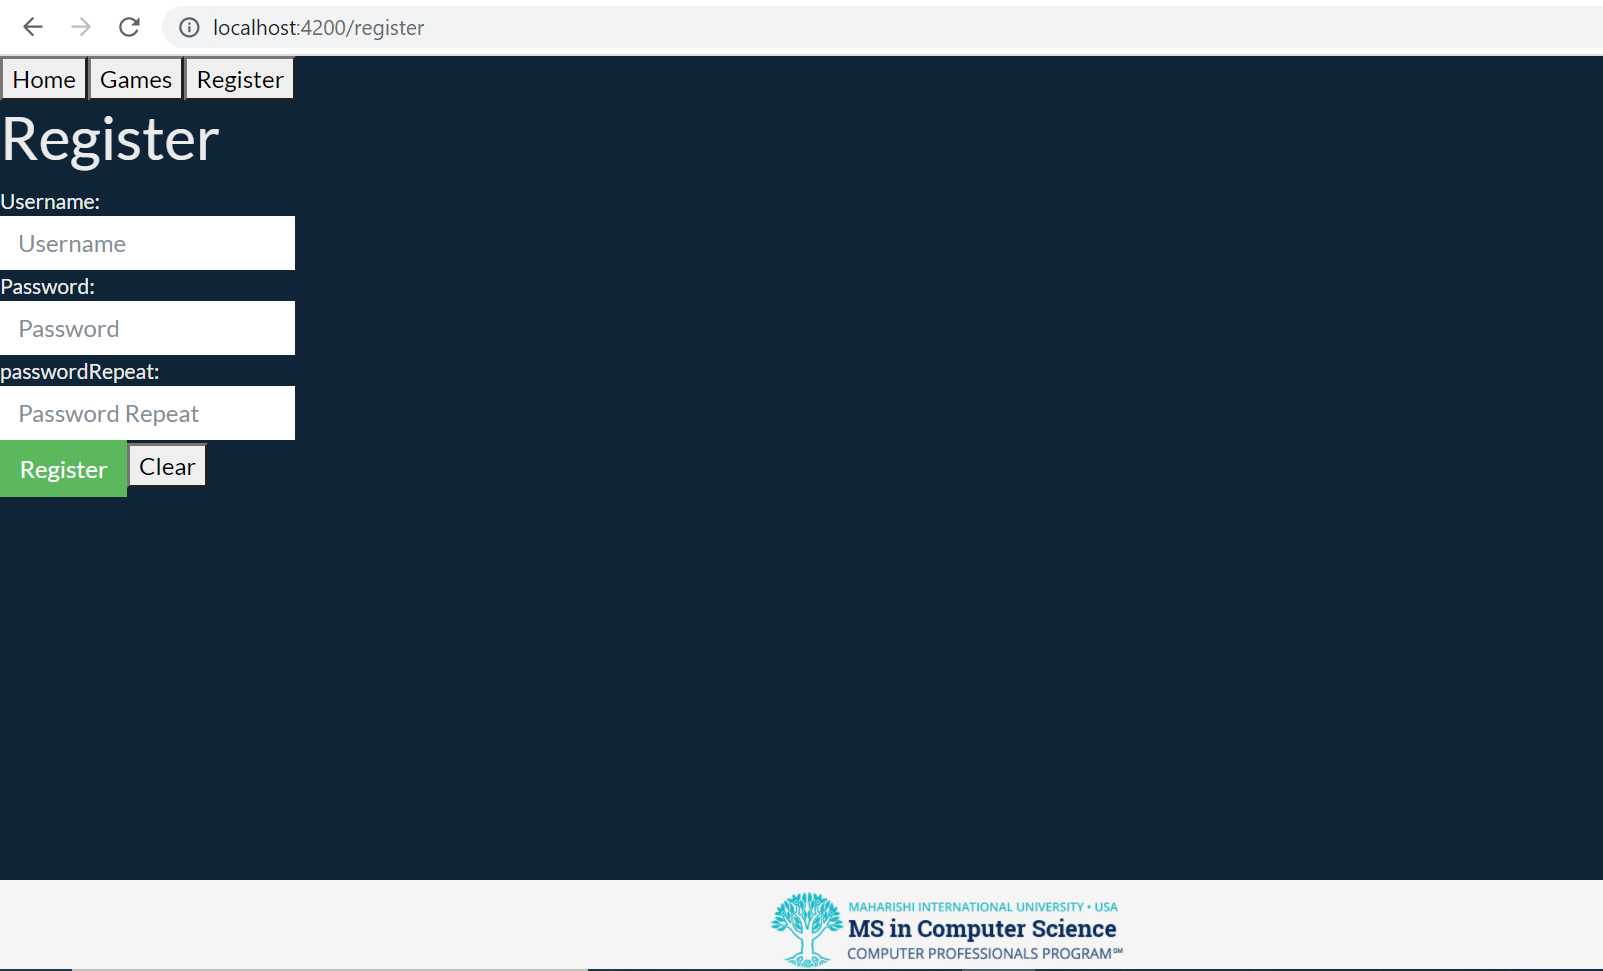 localhost:4200/register
Home Games Register
Register
Username:
Username
Password:
Password
passwordRepeat:
Password Repeat
Register Clear
MAHARISHI INTERNATIONAL UNIVERSITY • USA
MS in Computer Science
COMPUTER PROFESSIONALS PROGRAM℠